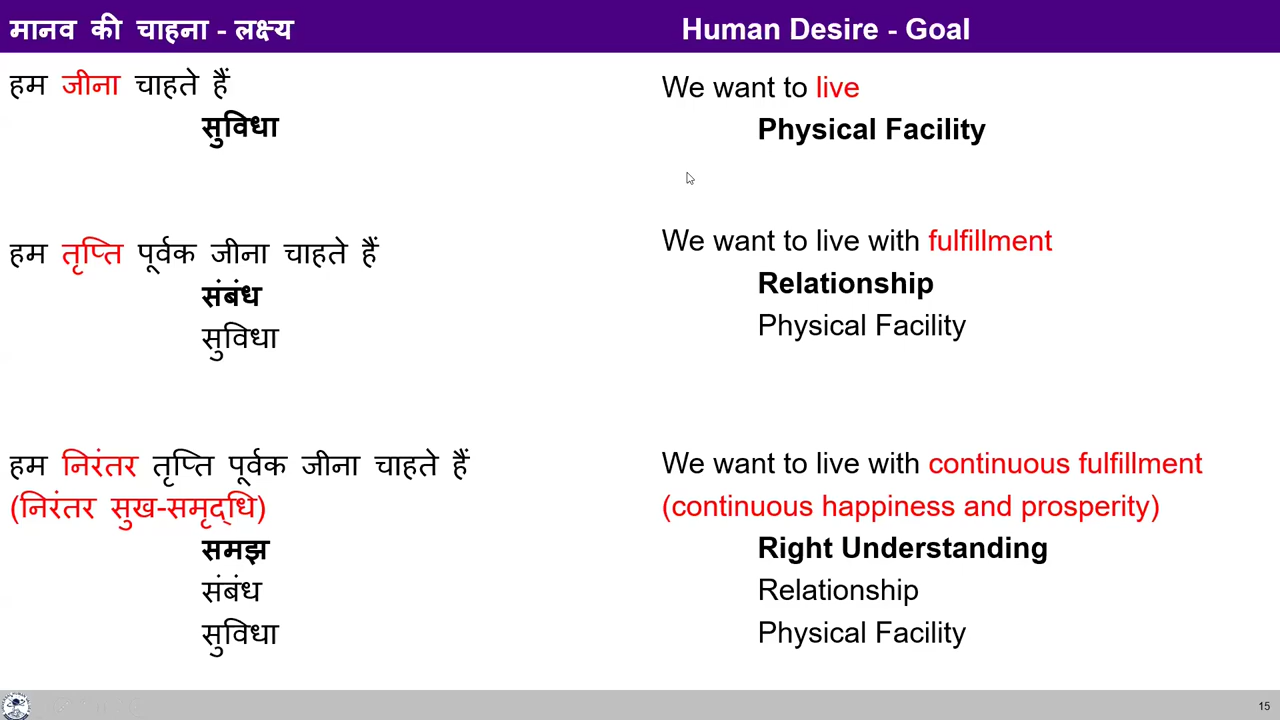 मानव की चाहना - लक्ष्य
हम जीना चाहते हैं
सुविधा
हम तृप्ति पूर्वक जीना चाहते हैं
संबंध
सुविधा
हम निरंतर तृप्ति पूर्वक जीना चाहते हैं
(निरंतर सुख-समृद्धि)
समझ
संबंध
सुविधा
Human Desire - Goal
We want to live
Physical Facility
We want to live with fulfillment
Relationship
Physical Facility
We want to live with continuous fulfillment
(continuous happiness and prosperity)
Right Understanding
Relationship
Physical Facility
15